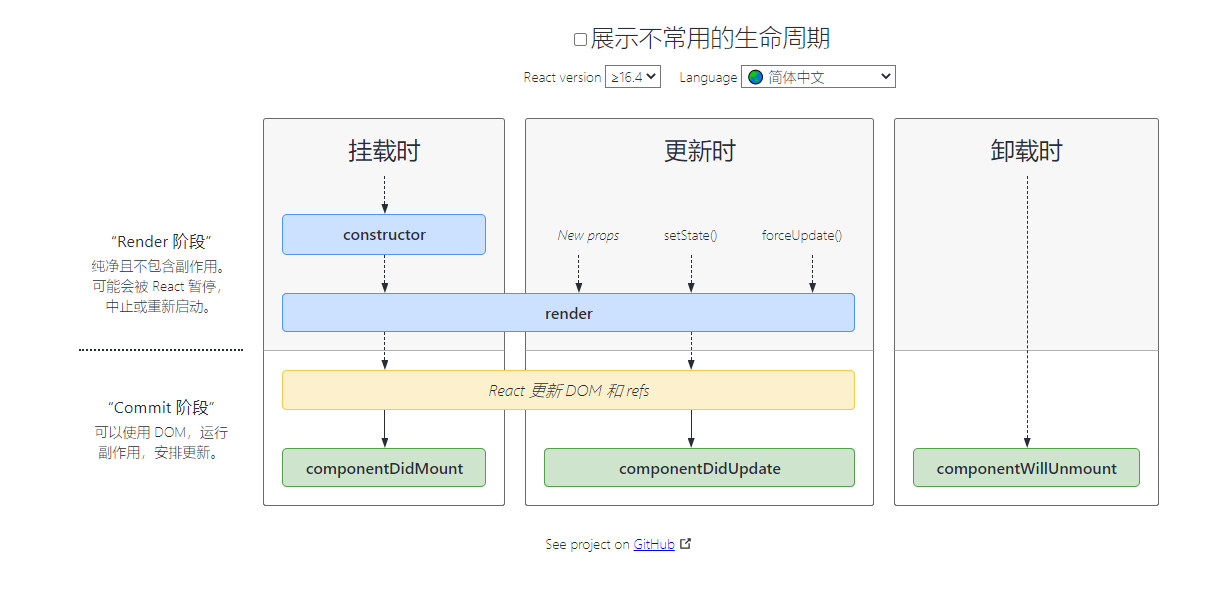 展示不常用的生命周期
React version ≥16.4 Language 简体中文
挂载时
更新时
卸载时
“Render 阶段”
纯净且不包含副作用。
可能会被 React 暂停，
中止或重新启动。
constructor
New props
setState()
forceUpdate()
render
“Commit 阶段”
可以使用 DOM，运行
副作用，安排更新。
React 更新 DOM 和 refs
componentDidMount
componentDidUpdate
componentWillUnmount
See project on GitHub